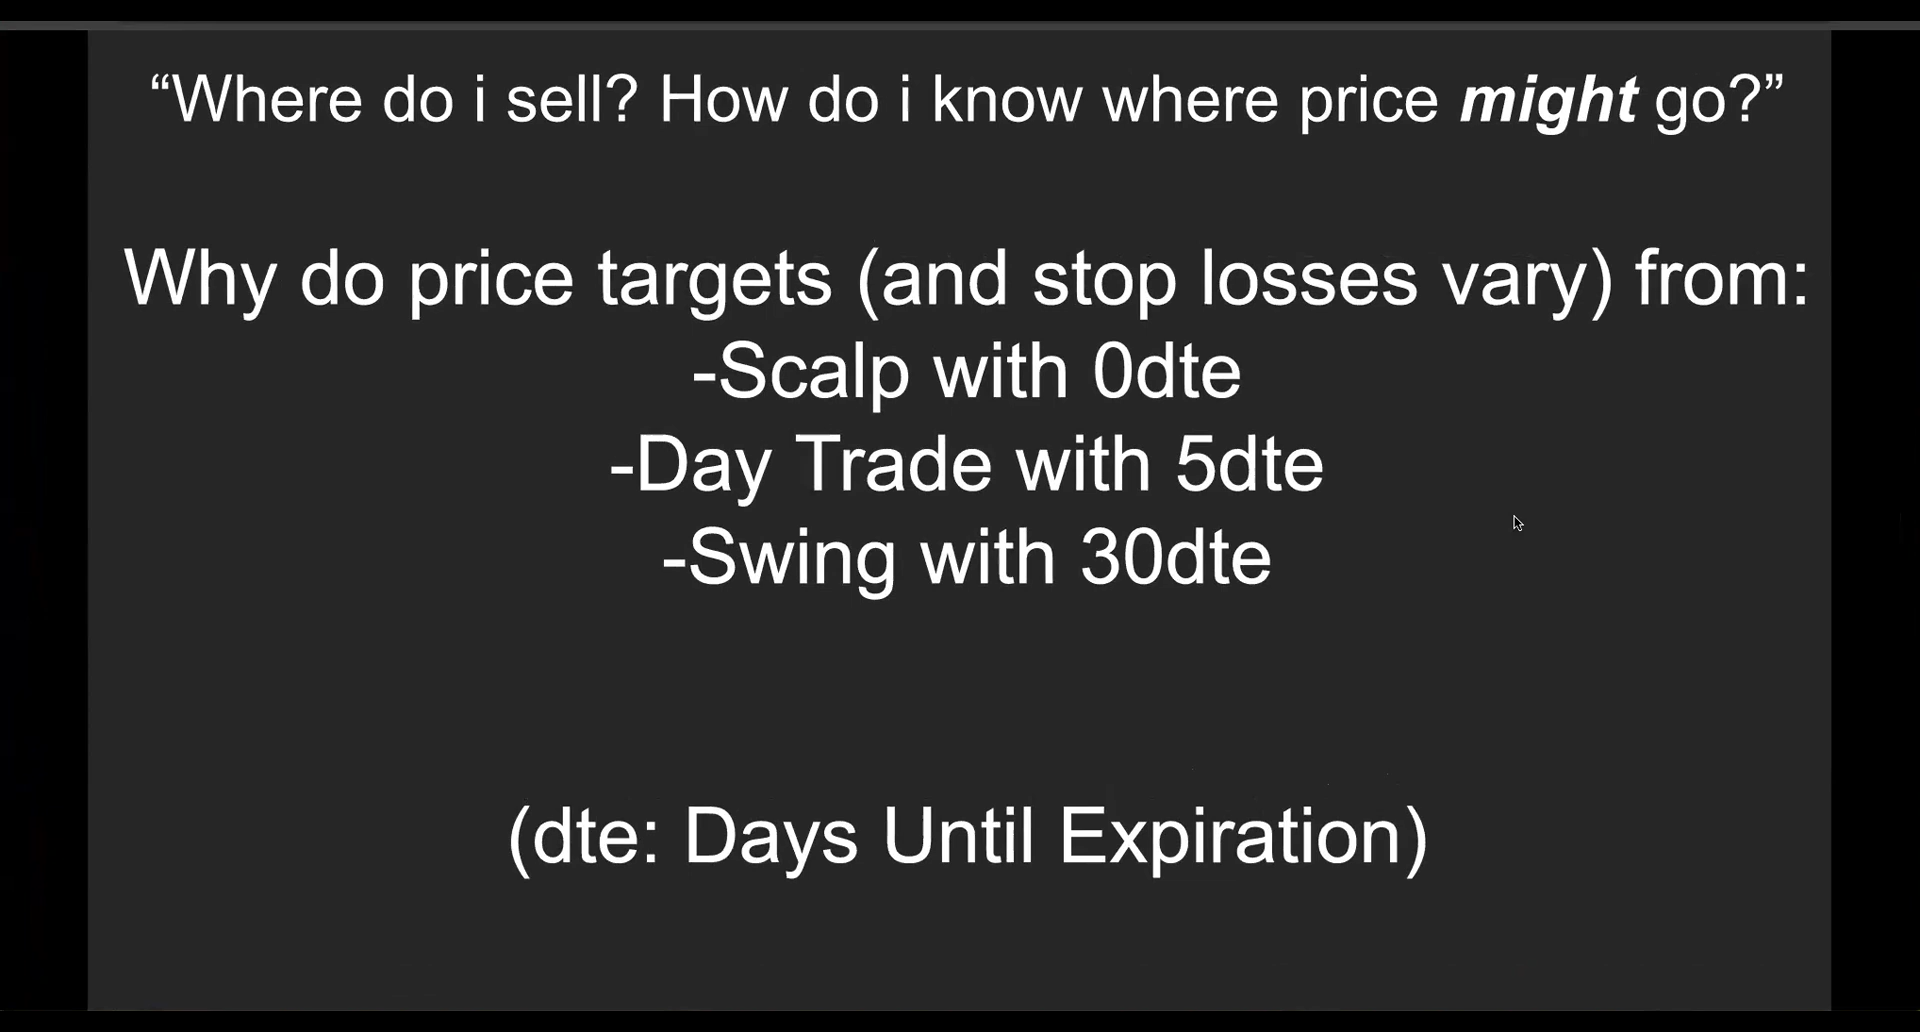 “Where do i sell? How do i know where price might go?”
Why do price targets (and stop losses vary) from:
-Scalp with 0dte
-Day Trade with 5dte
-Swing with 30dte
(dte: Days Until Expiration)